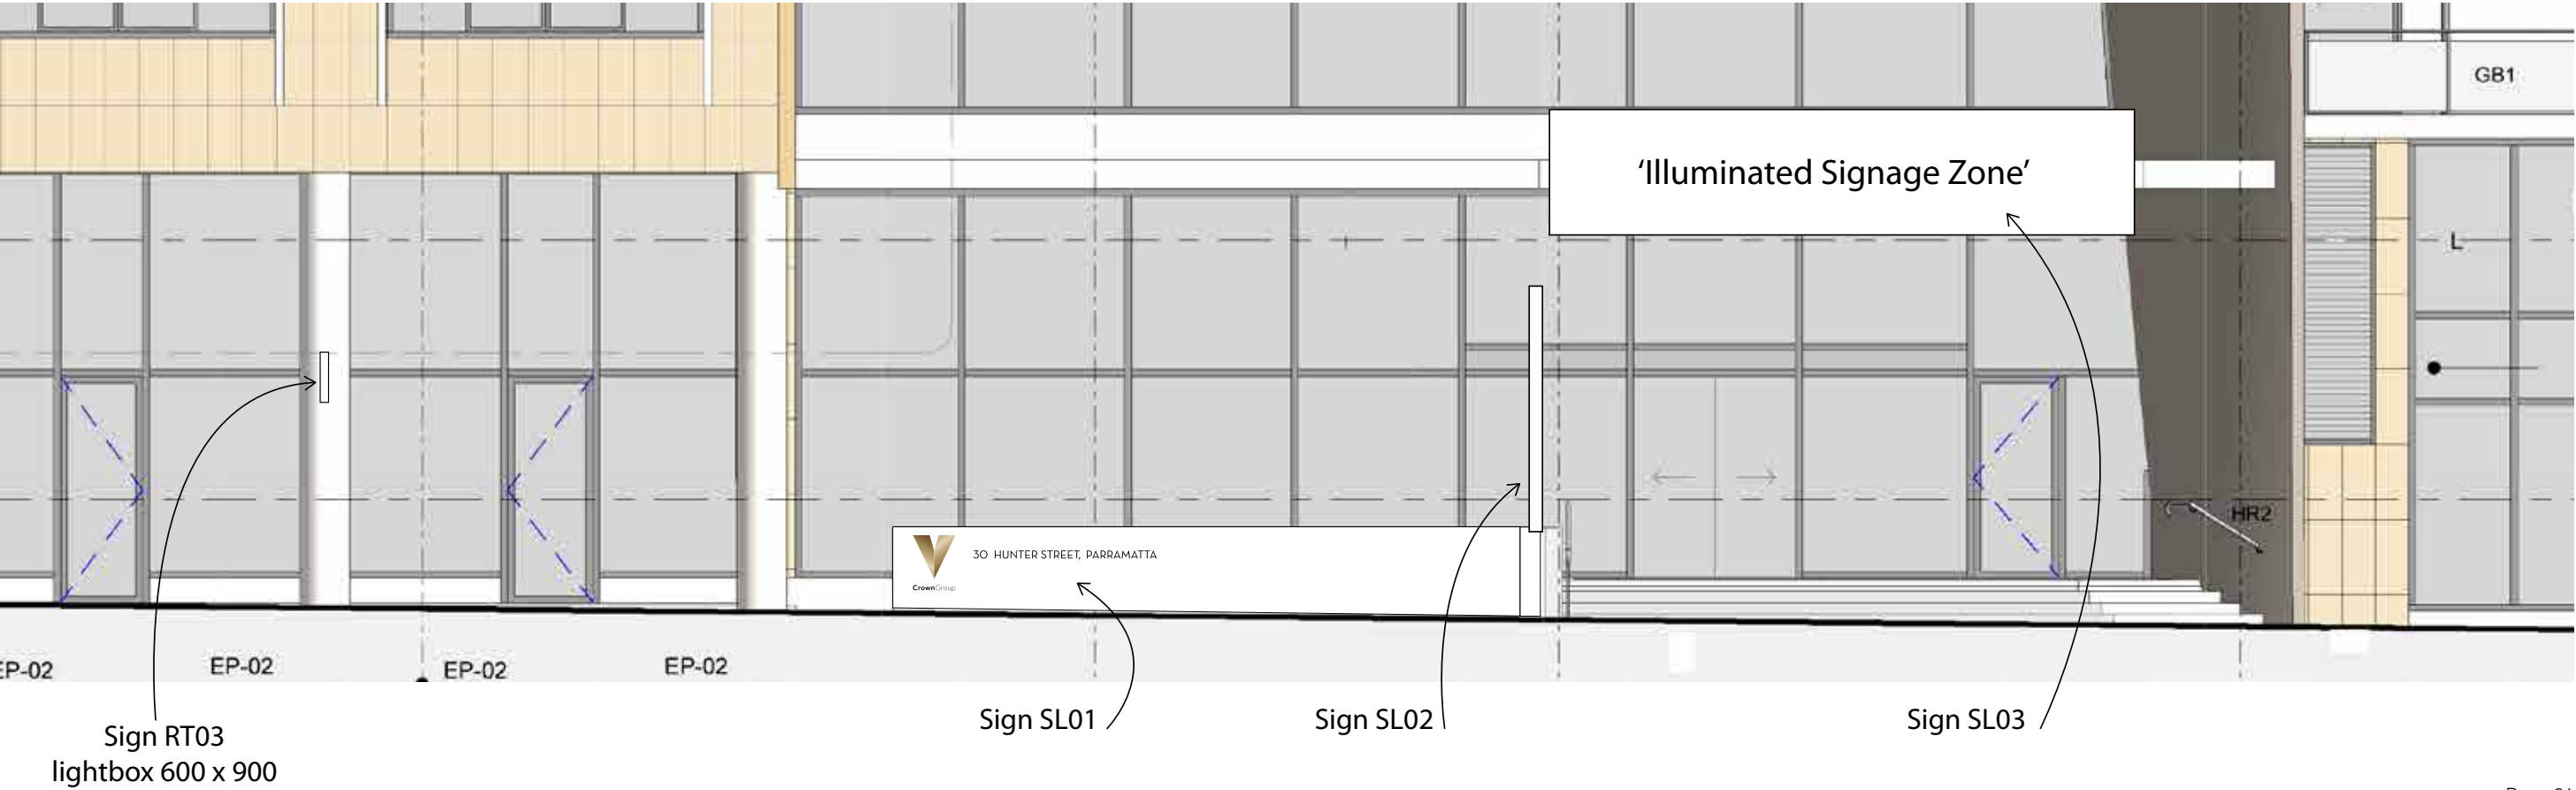 GB1
'Illuminated Signage Zone'
L
HR2
V
30 HUNTER STREET, PARRAMATTA
CrownGroup
EP-02
EP-02
EP-02
EP-02
Sign RT03
lightbox 600 x 900
Sign SL01
Sign SL02
Sign SL03